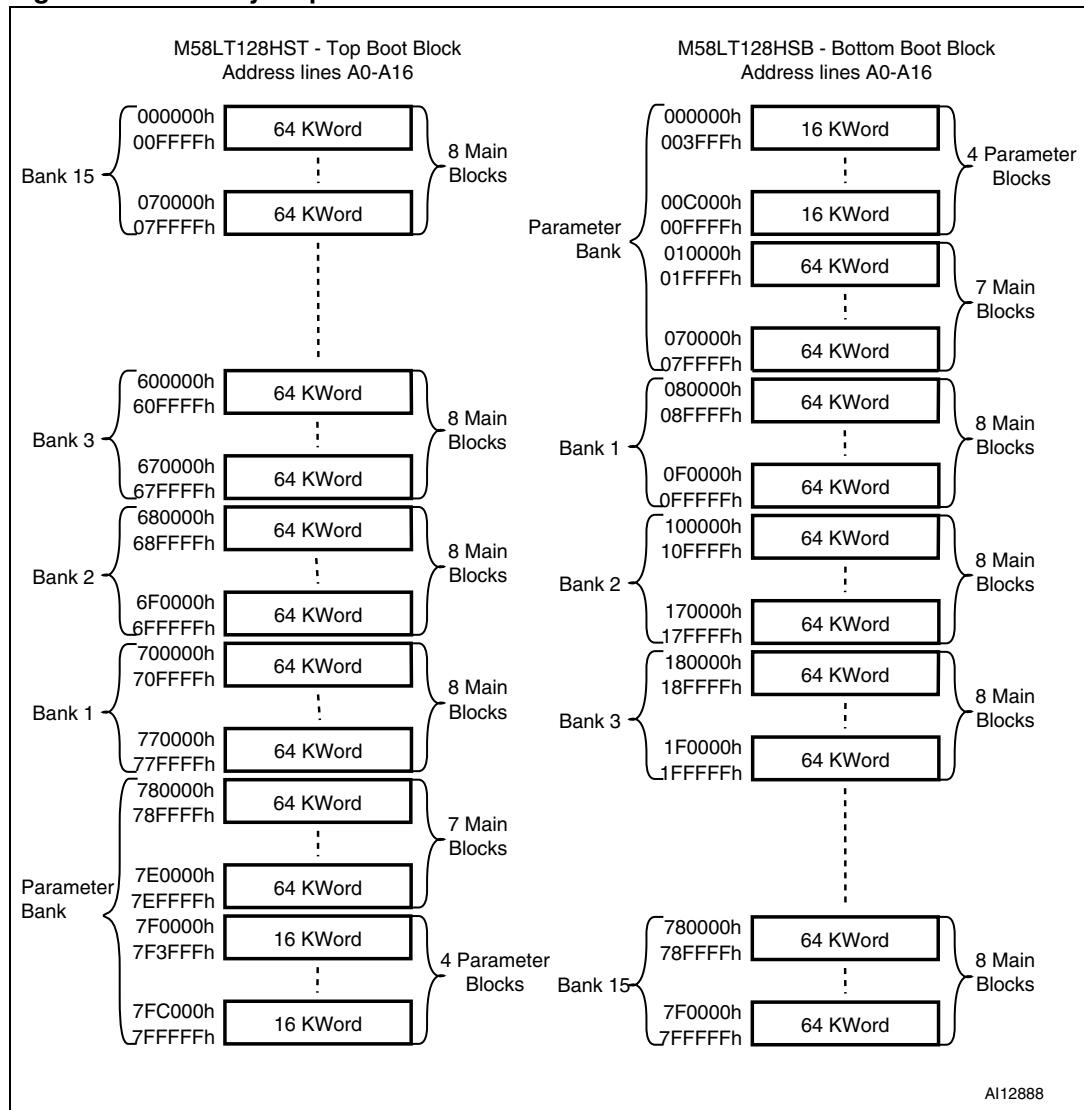 M58LT128HST - Top Boot Block
Address lines A0-A16
000000h
00FFFFh
64 KWord
8 Main
Blocks
Bank 15
070000h
07FFFFh
64 KWord
600000h
60FFFFh
64 KWord
8 Main
Blocks
Bank 3
670000h
67FFFFh
64 KWord
680000h
68FFFFh
64 KWord
8 Main
Blocks
Bank 2
6F0000h
6FFFFFh
64 KWord
700000h
70FFFFh
64 KWord
8 Main
Blocks
Bank 1
770000h
77FFFFh
64 KWord
780000h
78FFFFh
64 KWord
7 Main
Blocks
7E0000h
7EFFFFh
64 KWord
Parameter
Bank
7F0000h
7F3FFFh
16 KWord
4 Parameter
Blocks
7FC000h
7FFFFFh
16 KWord
M58LT128HSB - Bottom Boot Block
Address lines A0-A16
000000h
003FFFh
16 KWord
4 Parameter
Blocks
00C000h
00FFFFh
16 KWord
Parameter
Bank
010000h
01FFFFh
64 KWord
7 Main
Blocks
070000h
07FFFFh
64 KWord
080000h
08FFFFh
64 KWord
8 Main
Blocks
Bank 1
0F0000h
0FFFFFh
64 KWord
100000h
10FFFFh
64 KWord
8 Main
Blocks
Bank 2
170000h
17FFFFh
64 KWord
180000h
18FFFFh
64 KWord
8 Main
Blocks
Bank 3
1F0000h
1FFFFFh
64 KWord
780000h
78FFFFh
64 KWord
8 Main
Blocks
Bank 15
7F0000h
7FFFFFh
64 KWord
AI12888